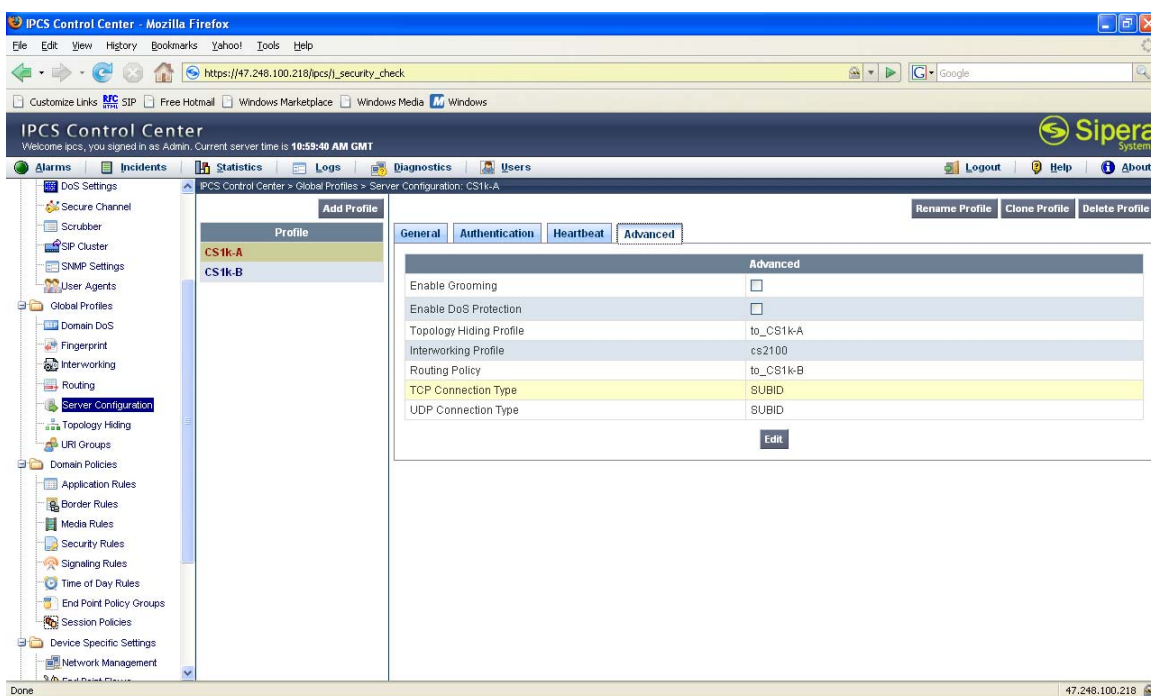 IPCS Control Center - Mozilla Firefox
File Edit View History Bookmarks Yahoo! Tools Help
https://47.248.100.218/ipcs/j_security_check
G Google
Customize Links RFC HTML SIP Free Hotmail Windows Marketplace Windows Media Windows
IPCS Control Center
Welcome ipcs, you signed in as Admin. Current server time is 10:59:40 AM GMT
Sipera
System
Alarms Incidents Statistics Logs Diagnostics Users Logout Help About
DoS Settings
Secure Channel
Scrubber
SIP Cluster
SNMP Settings
User Agents
Global Profiles
Domain DoS
Fingerprint
Interworking
Routing
Server Configuration
Topology Hiding
URI Groups
Domain Policies
Application Rules
Border Rules
Media Rules
Security Rules
Signaling Rules
Time of Day Rules
End Point Policy Groups
Session Policies
Device Specific Settings
Network Management
IPCS Control Center > Global Profiles > Server Configuration: CS1k-A
Add Profile
Profile
CS1k-A
CS1k-B
Rename Profile Clone Profile Delete Profile
General Authentication Heartbeat Advanced
Advanced
Enable Grooming
Enable DoS Protection
Topology Hiding Profile to_CS1k-A
Interworking Profile cs2100
Routing Policy to_CS1k-B
TCP Connection Type SUBID
UDP Connection Type SUBID
Edit
Done
47.248.100.218